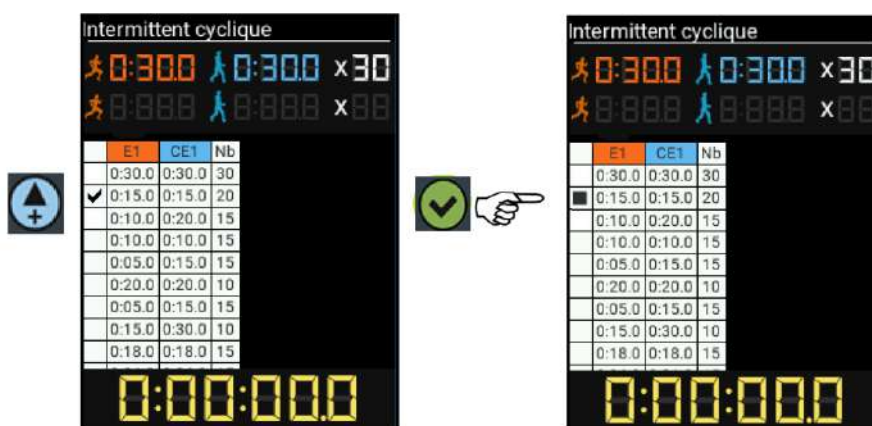 Intermittent cyclique
0:30.0 0:30.0 x30
x
E1 CE1 Nb
0:30.0 0:30.0 30
✓ 0:15.0 0:15.0 20
0:10.0 0:20.0 15
0:10.0 0:10.0 15
0:05.0 0:15.0 15
0:20.0 0:20.0 10
0:05.0 0:15.0 15
0:15.0 0:30.0 10
0:18.0 0:18.0 15
0:00:00.0
+
Intermittent cyclique
0:30.0 0:30.0 x30
x
E1 CE1 Nb
0:30.0 0:30.0 30
■ 0:15.0 0:15.0 20
0:10.0 0:20.0 15
0:10.0 0:10.0 15
0:05.0 0:15.0 15
0:20.0 0:20.0 10
0:05.0 0:15.0 15
0:15.0 0:30.0 10
0:18.0 0:18.0 15
0:00:00.0